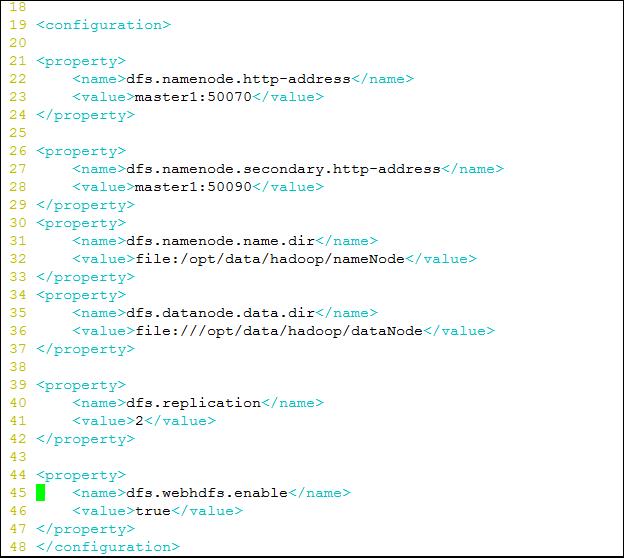 18
19 <configuration>
20
21 <property>
22     <name>dfs.namenode.http-address</name>
23     <value>master1:50070</value>
24 </property>
25
26 <property>
27     <name>dfs.namenode.secondary.http-address</name>
28     <value>master1:50090</value>
29 </property>
30 <property>
31     <name>dfs.namenode.name.dir</name>
32     <value>file:/opt/data/hadoop/nameNode</value>
33 </property>
34 <property>
35     <name>dfs.datanode.data.dir</name>
36     <value>file:///opt/data/hadoop/dataNode</value>
37 </property>
38
39 <property>
40     <name>dfs.replication</name>
41     <value>2</value>
42 </property>
43
44 <property>
45     <name>dfs.webhdfs.enable</name>
46     <value>true</value>
47 </property>
48 </configuration>